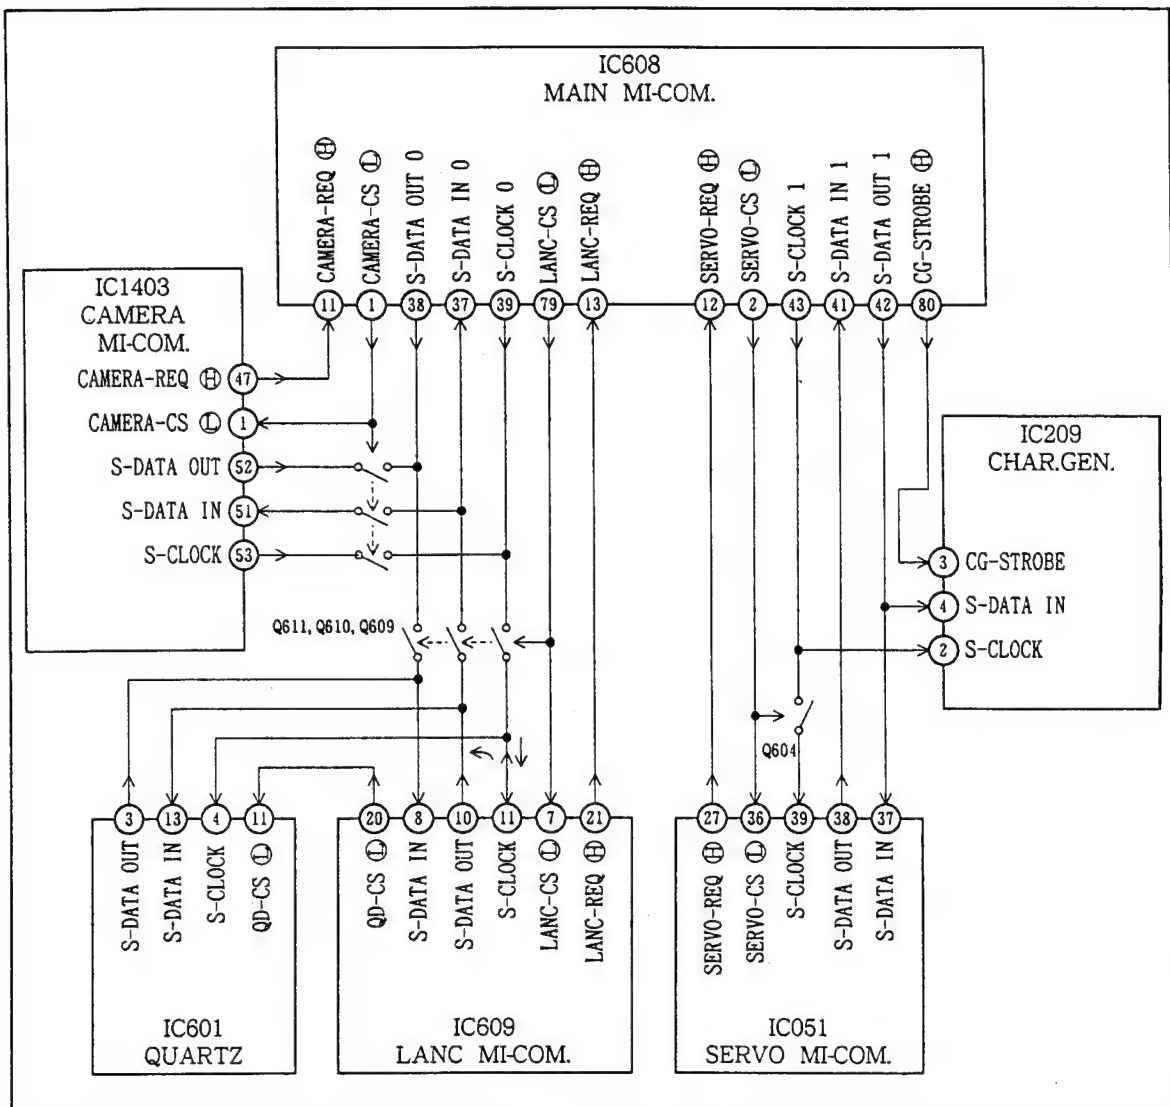 IC608
MAIN MI-COM.
CAMERA-REQ Ⓗ
CAMERA-CS Ⓛ
S-DATA OUT 0
S-DATA IN 0
S-CLOCK 0
LANC-CS Ⓛ
LANC-REQ Ⓗ
SERVO-REQ Ⓗ
SERVO-CS Ⓛ
S-CLOCK 1
S-DATA IN 1
S-DATA OUT 1
CG-STROBE Ⓗ
11 1 38 37 39 79 13 12 2 43 41 42 80
IC1403
CAMERA
MI-COM.
CAMERA-REQ Ⓗ 47
CAMERA-CS Ⓛ 1
S-DATA OUT 52
S-DATA IN 51
S-CLOCK 53
IC209
CHAR.GEN.
3 CG-STROBE
4 S-DATA IN
2 S-CLOCK
Q611, Q610, Q609
Q604
3 13 4 11
S-DATA OUT
S-DATA IN
S-CLOCK
QD-CS Ⓛ
IC601
QUARTZ
20 8 10 11 7 21
QD-CS Ⓛ
S-DATA IN
S-DATA OUT
S-CLOCK
LANC-CS Ⓛ
LANC-REQ Ⓗ
IC609
LANC MI-COM.
27 36 39 38 37
SERVO-REQ Ⓗ
SERVO-CS Ⓛ
S-CLOCK
S-DATA OUT
S-DATA IN
IC051
SERVO MI-COM.